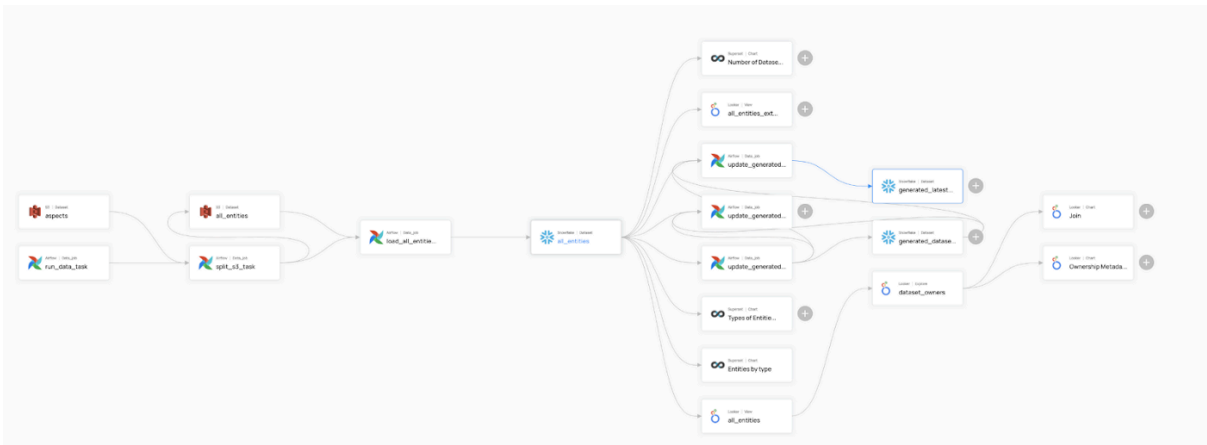 Superset | Chart
Number of Datase...
Looker | View
all_entities_ext...
Airflow | Data_job
update_generated...
Snowflake | Dataset
generated_latest...
S3 | Dataset
aspects
S3 | Dataset
all_entities
Airflow | Data_job
update_generated...
Looker | Chart
Join
Airflow | Data_job
load_all_entitie...
Snowflake | Dataset
all_entities
Snowflake | Dataset
generated_datase...
Airflow | Data_job
run_data_task
Airflow | Data_job
split_s3_task
Airflow | Data_job
update_generated...
Looker | Chart
Ownership Metada...
Looker | Explore
dataset_owners
Superset | Chart
Types of Entitie...
Superset | Chart
Entities by type
Looker | View
all_entities